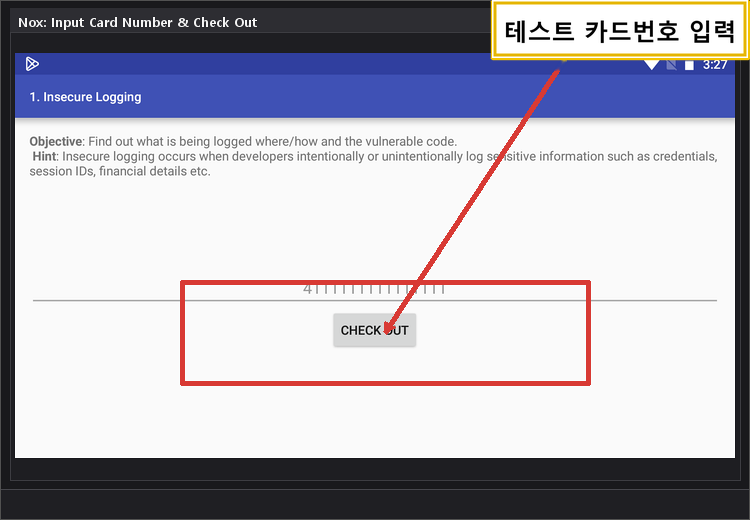 Nox: Input Card Number & Check Out
테스트 카드번호 입력
3:27
1. Insecure Logging
Objective: Find out what is being logged where/how and the vulnerable code.
Hint: Insecure logging occurs when developers intentionally or unintentionally log sensitive information such as credentials,
session IDs, financial details etc.
CHECK OUT